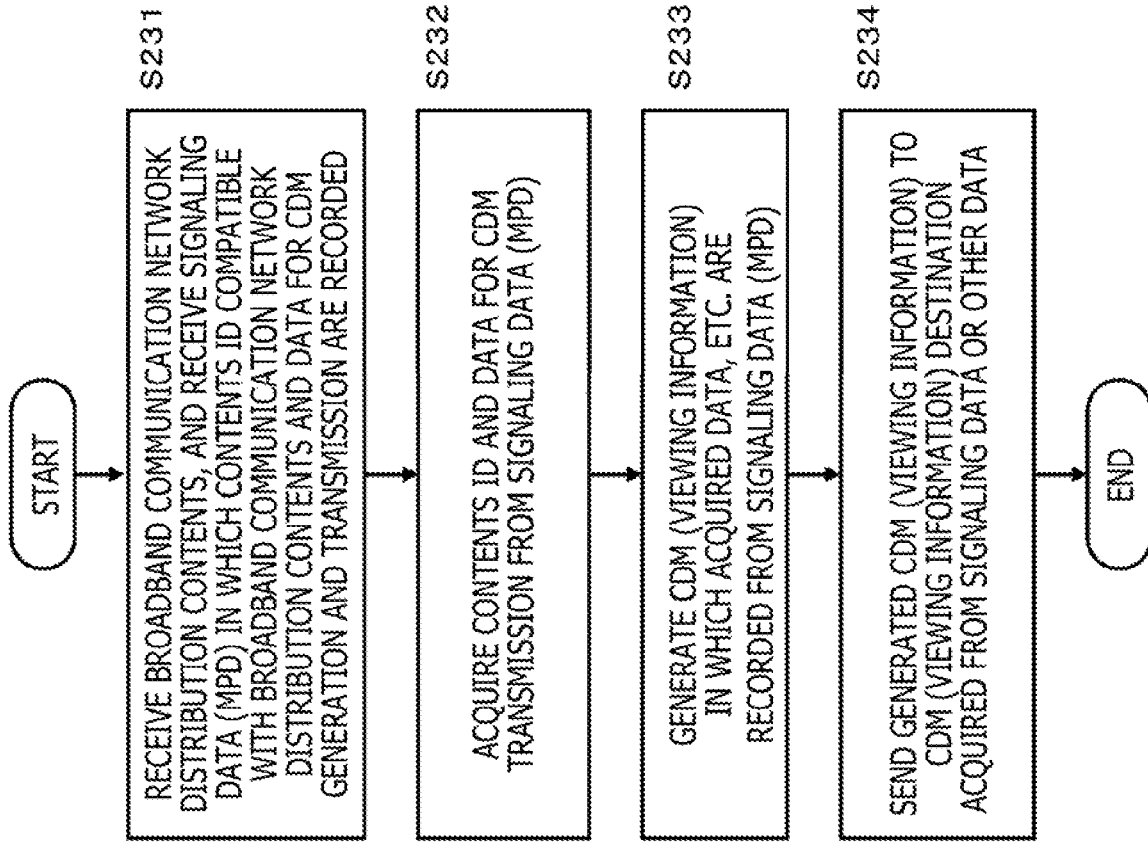 START
S231
RECEIVE BROADBAND COMMUNICATION NETWORK
DISTRIBUTION CONTENTS, AND RECEIVE SIGNALING
DATA (MPD) IN WHICH CONTENTS ID COMPATIBLE
WITH BROADBAND COMMUNICATION NETWORK
DISTRIBUTION CONTENTS AND DATA FOR CDM
GENERATION AND TRANSMISSION ARE RECORDED
S232
ACQUIRE CONTENTS ID AND DATA FOR CDM
TRANSMISSION FROM SIGNALING DATA (MPD)
S233
GENERATE CDM (VIEWING INFORMATION)
IN WHICH ACQUIRED DATA, ETC. ARE
RECORDED FROM SIGNALING DATA (MPD)
S234
SEND GENERATED CDM (VIEWING INFORMATION) TO
CDM (VIEWING INFORMATION) DESTINATION
ACQUIRED FROM SIGNALING DATA OR OTHER DATA
END